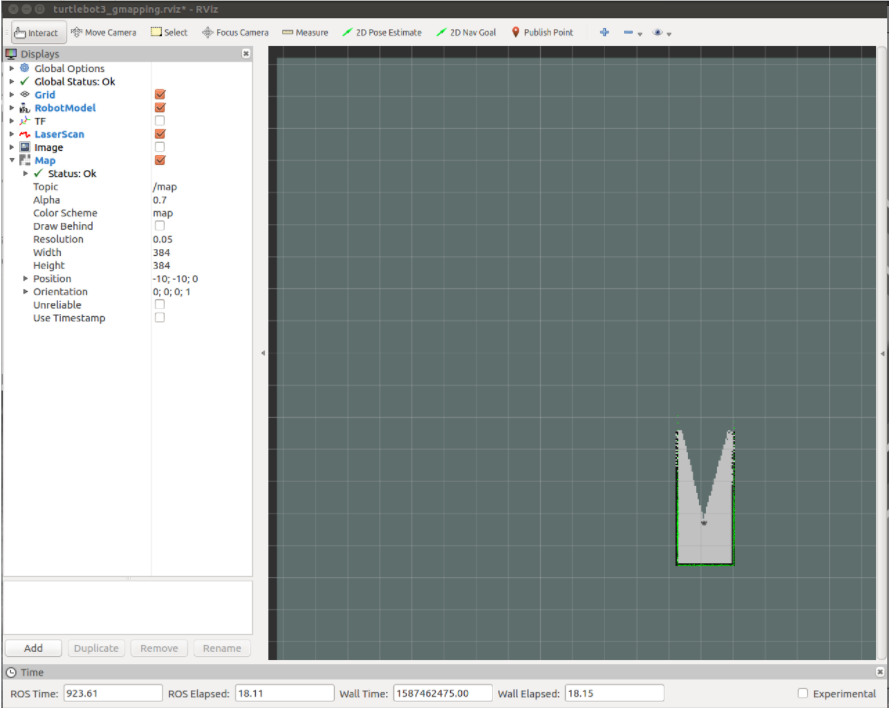 turtlebot3_gmapping.rviz* - RViz
Interact Move Camera Select Focus Camera Measure 2D Pose Estimate 2D Nav Goal Publish Point
Displays
Global Options
Global Status: Ok
Grid
RobotModel
TF
LaserScan
Image
Map
Status: Ok
Topic /map
Alpha 0.7
Color Scheme map
Draw Behind
Resolution 0.05
Width 384
Height 384
Position -10; -10; 0
Orientation 0; 0; 0; 1
Unreliable
Use Timestamp
Add Duplicate Remove Rename
Time
ROS Time: 923.61 ROS Elapsed: 18.11 Wall Time: 1587462475.00 Wall Elapsed: 18.15 Experimental